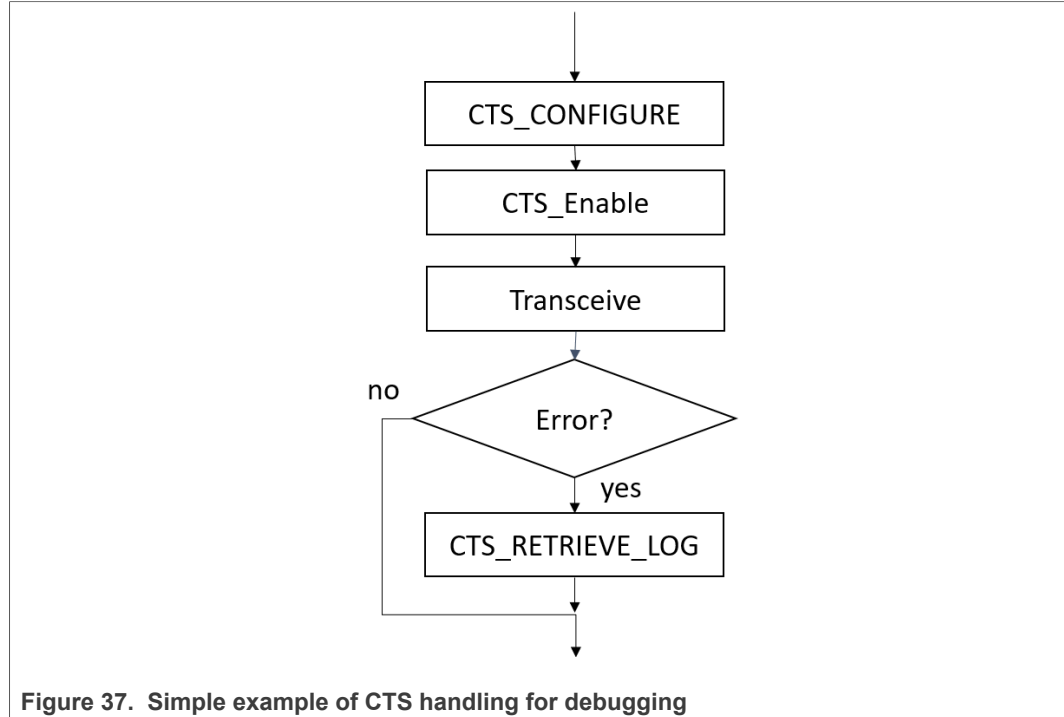 CTS_CONFIGURE
CTS_Enable
Transceive
no
Error?
yes
CTS_RETRIEVE_LOG
Figure 37. Simple example of CTS handling for debugging